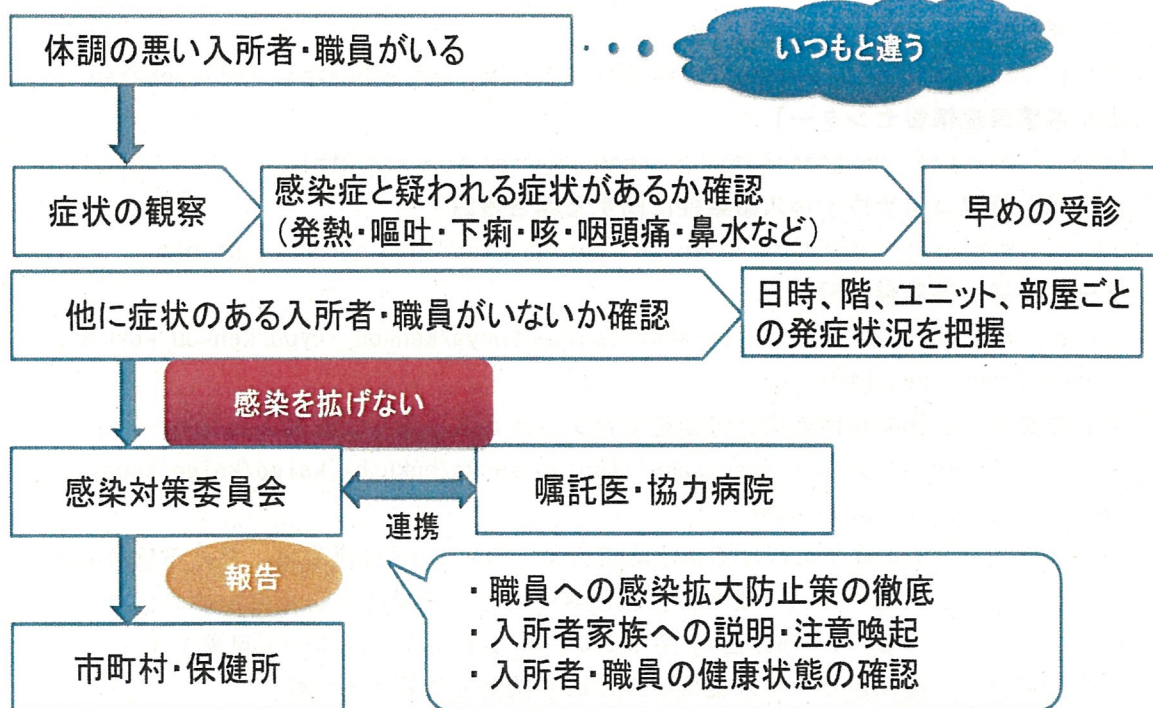 体調の悪い入所者・職員がいる
いつもと違う
症状の観察
感染症と疑われる症状があるか確認
（発熱・嘔吐・下痢・咳・咽頭痛・鼻水など）
早めの受診
他に症状のある入所者・職員がいないか確認
日時、階、ユニット、部屋ごと
の発症状況を把握
感染を拡げない
感染対策委員会
連携
嘱託医・協力病院
報告
・職員への感染拡大防止策の徹底
・入所者家族への説明・注意喚起
・入所者・職員の健康状態の確認
市町村・保健所